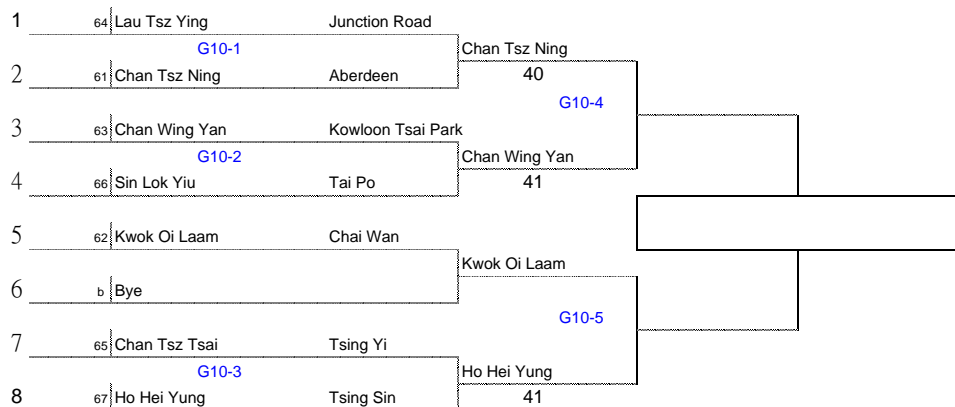 1 64 Lau Tsz Ying Junction Road
G10-1 Chan Tsz Ning
2 61 Chan Tsz Ning Aberdeen 40
G10-4
3 63 Chan Wing Yan Kowloon Tsai Park
G10-2 Chan Wing Yan
4 66 Sin Lok Yiu Tai Po 41
5 62 Kwok Oi Laam Chai Wan
Kwok Oi Laam
6 b Bye
G10-5
7 65 Chan Tsz Tsai Tsing Yi
G10-3 Ho Hei Yung
8 67 Ho Hei Yung Tsing Sin 41